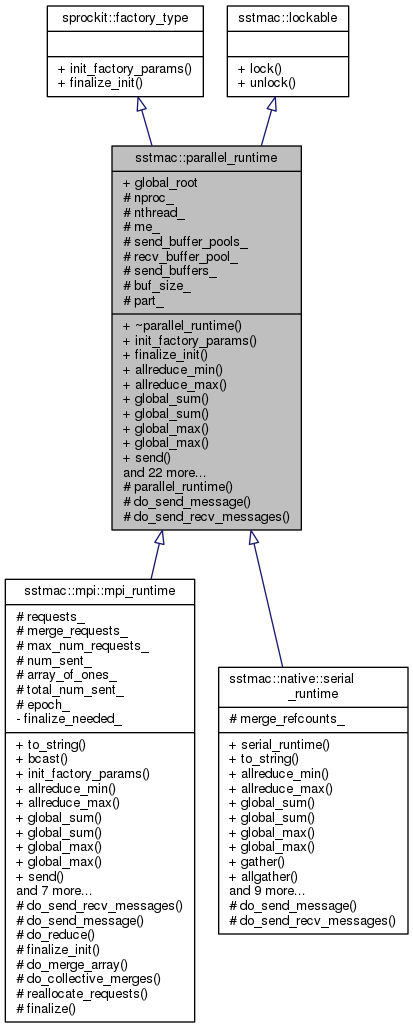 sprockit::factory_type
+ init_factory_params()
+ finalize_init()
sstmac::lockable
+ lock()
+ unlock()
sstmac::parallel_runtime
+ global_root
# nproc_
# nthread_
# me_
# send_buffer_pools_
# recv_buffer_pool_
# send_buffers_
# buf_size_
# part_
+ ~parallel_runtime()
+ init_factory_params()
+ finalize_init()
+ allreduce_min()
+ allreduce_max()
+ global_sum()
+ global_sum()
+ global_max()
+ global_max()
+ send()
and 22 more...
# parallel_runtime()
# do_send_message()
# do_send_recv_messages()
sstmac::mpi::mpi_runtime
# requests_
# merge_requests_
# max_num_requests_
# num_sent_
# array_of_ones_
# total_num_sent_
# epoch_
- finalize_needed_
+ to_string()
+ bcast()
+ init_factory_params()
+ allreduce_min()
+ allreduce_max()
+ global_sum()
+ global_sum()
+ global_max()
+ global_max()
+ send()
and 7 more...
# do_send_recv_messages()
# do_send_message()
# do_reduce()
# finalize_init()
# do_merge_array()
# do_collective_merges()
# reallocate_requests()
# finalize()
sstmac::native::serial
_runtime
# merge_refcounts_
+ serial_runtime()
+ to_string()
+ allreduce_min()
+ allreduce_max()
+ global_sum()
+ global_sum()
+ global_max()
+ global_max()
+ gather()
+ allgather()
and 9 more...
# do_send_message()
# do_send_recv_messages()